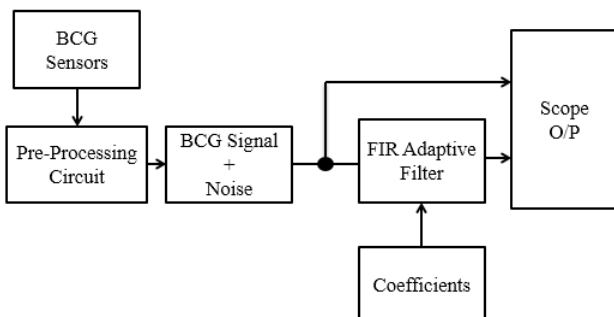 BCG
Sensors
Pre-Processing
Circuit
BCG Signal
+
Noise
FIR Adaptive
Filter
Scope
O/P
Coefficients